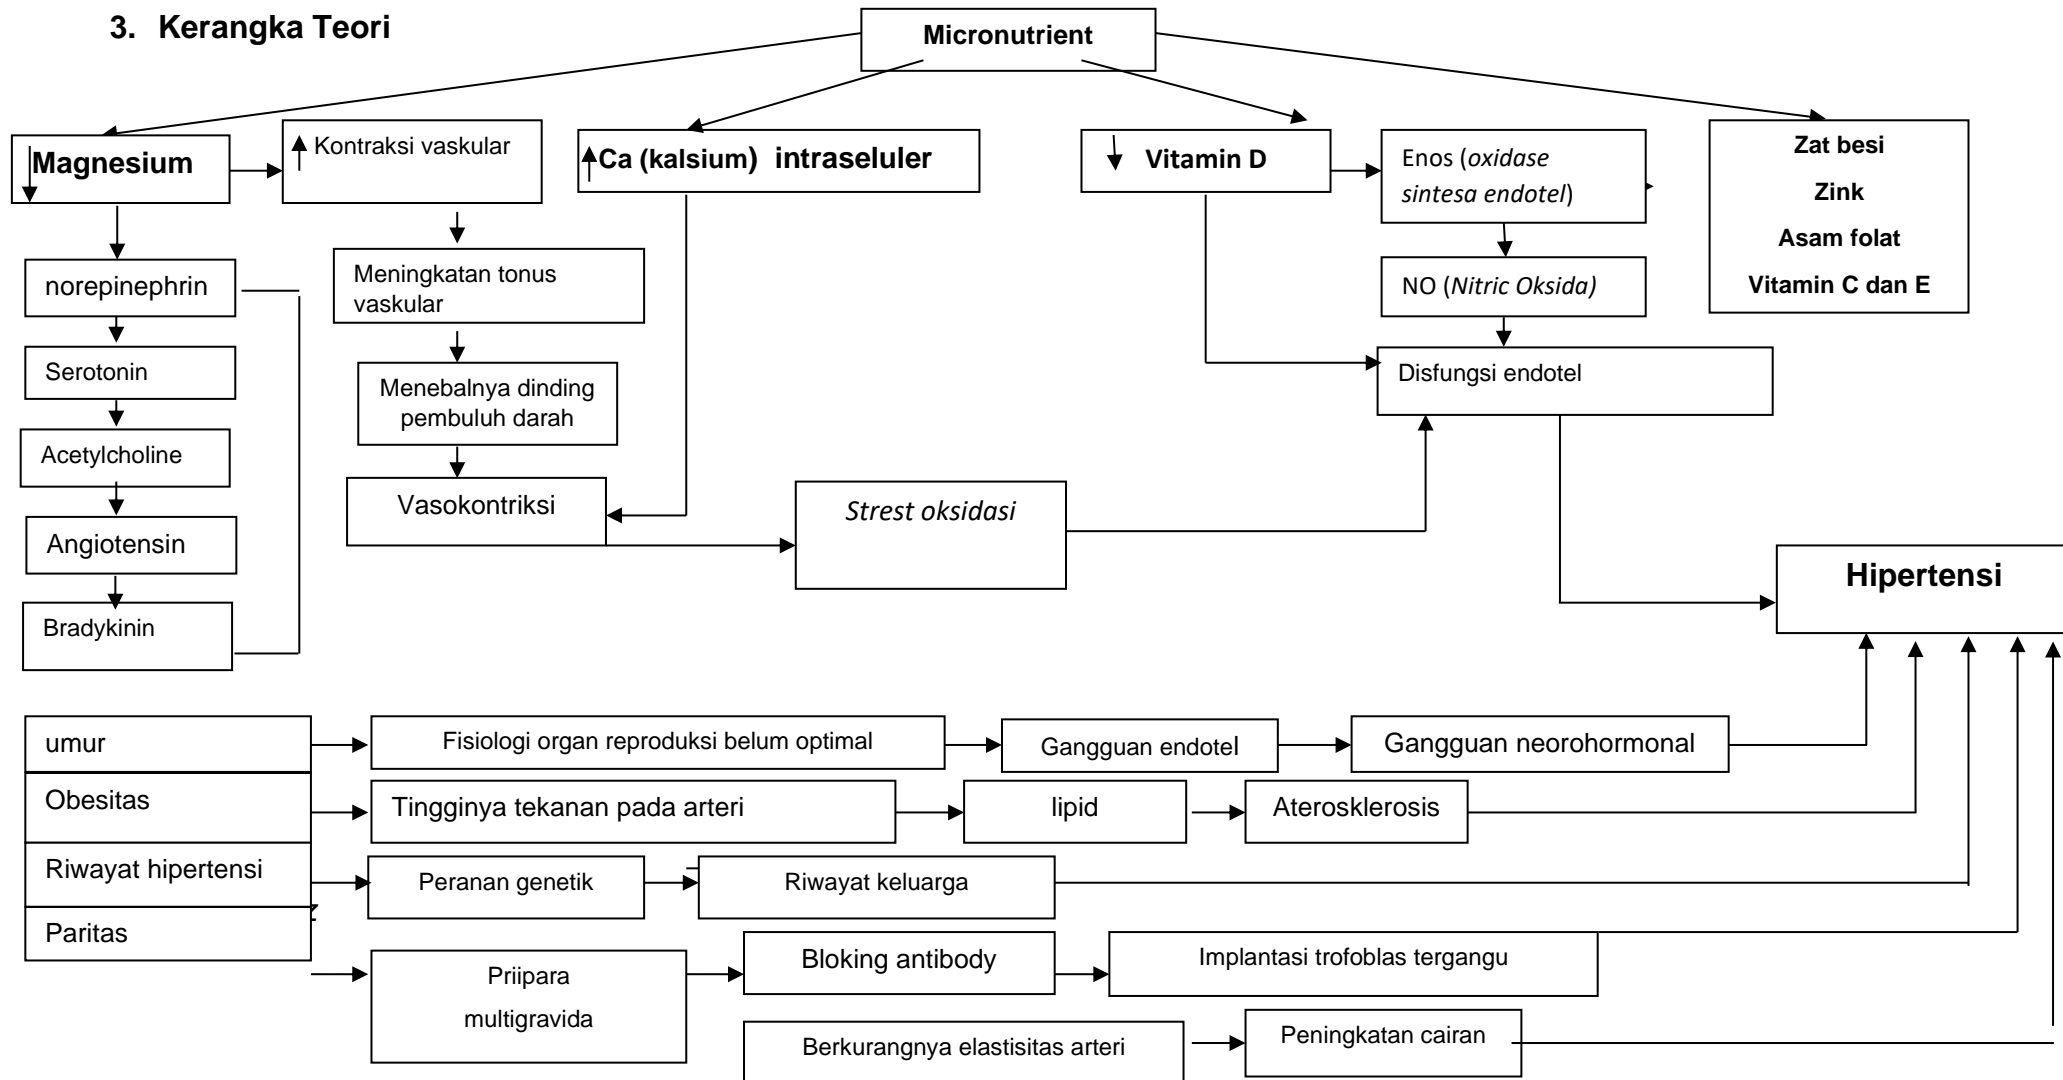 3. Kerangka Teori
Micronutrient
Magnesium
Kontraksi vaskular
Ca (kalsium) intraseluler
Vitamin D
Enos (oxidase
sintesa endotel)
Zat besi
Zink
Asam folat
Vitamin C dan E
norepinephrin
Meningkatan tonus
vaskular
NO (Nitric Oksida)
Serotonin
Menebalnya dinding
pembuluh darah
Disfungsi endotel
Acetylcholine
Vasokontriksi
Strest oksidasi
Angiotensin
Hipertensi
Bradykinin
umur
Fisiologi organ reproduksi belum optimal
Gangguan endotel
Gangguan neorohormonal
Obesitas
Tingginya tekanan pada arteri
lipid
Aterosklerosis
Riwayat hipertensi
Peranan genetik
Riwayat keluarga
Paritas
Priipara
multigravida
Bloking antibody
Implantasi trofoblas tergangu
Berkurangnya elastisitas arteri
Peningkatan cairan